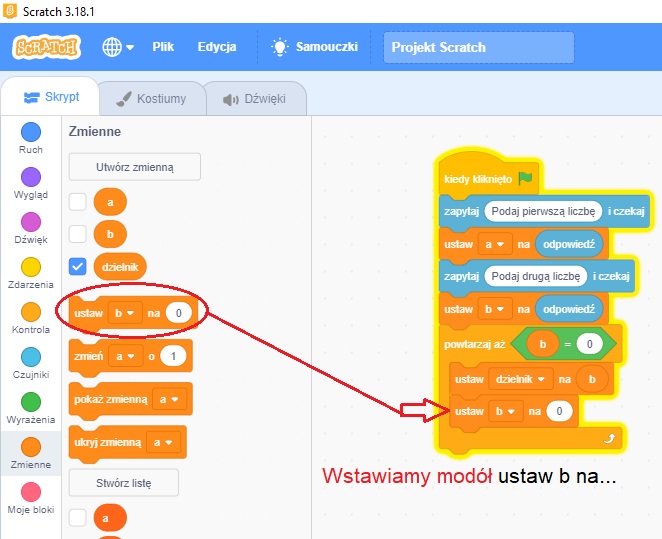 Scratch 3.18.1
SCRATCH Plik Edycja Samouczki Projekt Scratch
Skrypt Kostiumy Dźwięki
Ruch
Wygląd
Dźwięk
Zdarzenia
Kontrola
Czujniki
Wyrażenia
Zmienne
Moje bloki
Zmienne
Utwórz zmienną
a
b
dzielnik
ustaw b na 0
zmień a o 1
pokaż zmienną a
ukryj zmienną a
Stwórz listę
a
kiedy kliknięto
zapytaj Podaj pierwszą liczbę i czekaj
ustaw a na odpowiedź
zapytaj Podaj drugą liczbę i czekaj
ustaw b na odpowiedź
powtarzaj aż b = 0
ustaw dzielnik na b
ustaw b na 0
Wstawiamy modół ustaw b na...